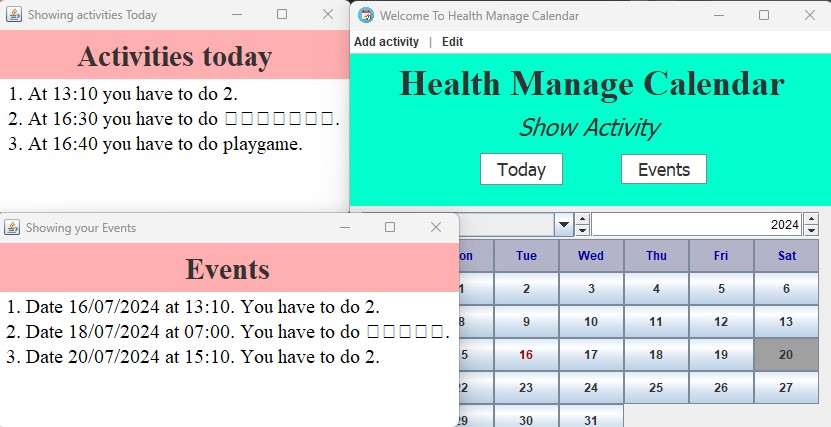 Showing activities Today
Activities today
1. At 13:10 you have to do 2.
2. At 16:30 you have to do □□□□□□□.
3. At 16:40 you have to do playgame.
Welcome To Health Manage Calendar
Add activity | Edit
Health Manage Calendar
Show Activity
Today Events
2024
Showing your Events
Events
1. Date 16/07/2024 at 13:10. You have to do 2.
2. Date 18/07/2024 at 07:00. You have to do □□□□□.
3. Date 20/07/2024 at 15:10. You have to do 2.
on Tue Wed Thu Fri Sat
1 2 3 4 5 6
8 9 10 11 12 13
5 16 17 18 19 20
22 23 24 25 26 27
29 30 31